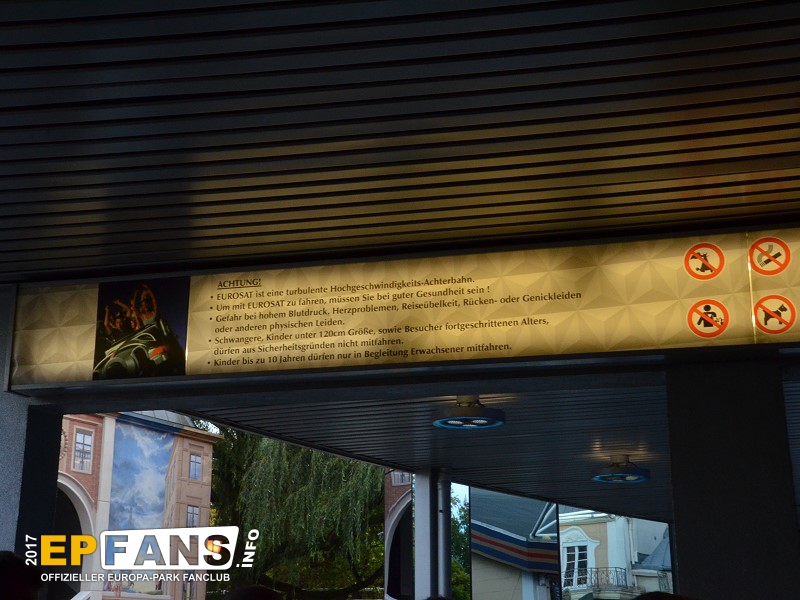 ACHTUNG!
• EUROSAT ist eine turbulente Hochgeschwindigkeits-Achterbahn.
• Um mit EUROSAT zu fahren, müssen Sie bei guter Gesundheit sein !
• Gefahr bei hohem Blutdruck, Herzproblemen, Reiseübelkeit, Rücken- oder Genickleiden
oder anderen physischen Leiden.
• Schwangere, Kinder unter 120cm Größe, sowie Besucher fortgeschrittenen Alters,
dürfen aus Sicherheitsgründen nicht mitfahren.
• Kinder bis zu 10 Jahren dürfen nur in Begleitung Erwachsener mitfahren.
2017 EPFANS.INFO
OFFIZIELLER EUROPA-PARK FANCLUB